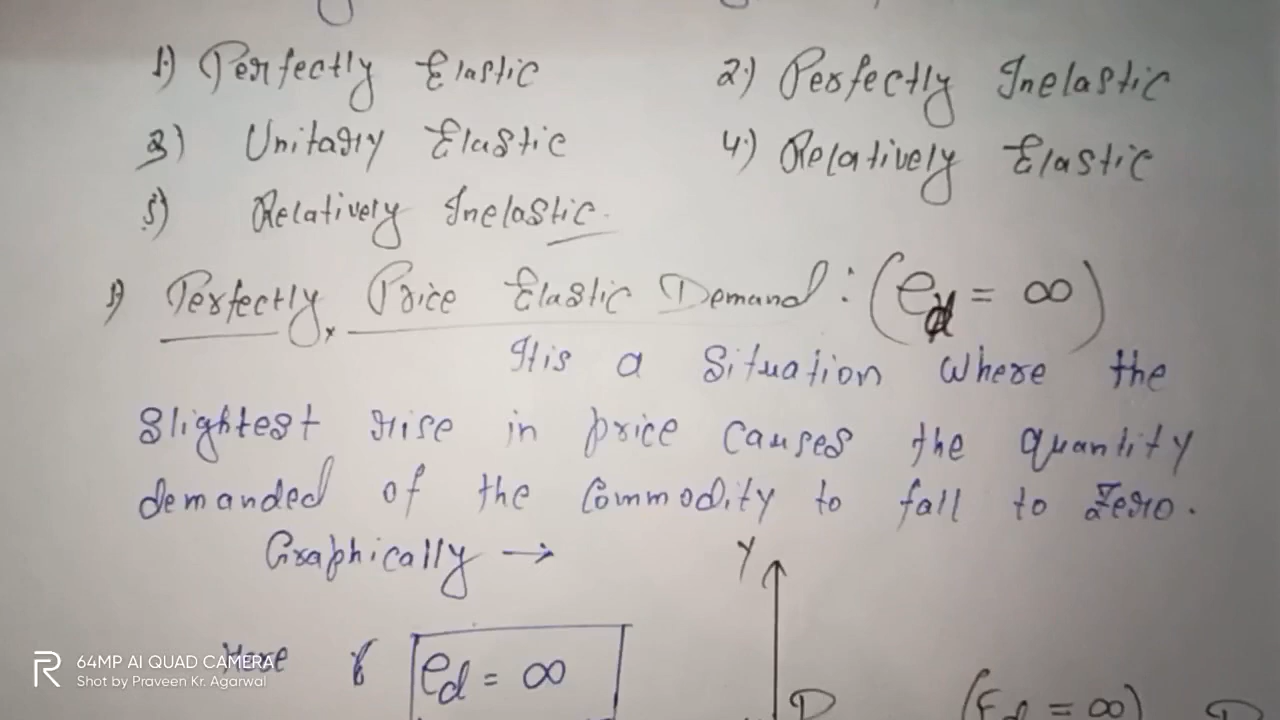 1.) Perfectly Elastic 2.) Perfectly Inelastic
3) Unitary Elastic 4.) Relatively Elastic
5) Relatively Inelastic.
1) Perfectly Price Elastic Demand : (ed = ∞)
It is a situation where the
slightest rise in price causes the quantity
demanded of the Commodity to fall to Zero.
Graphically →
Y
Here ed = ∞
D (Ed = ∞) D
64MP AI QUAD CAMERA
Shot by Praveen Kr. Agarwal